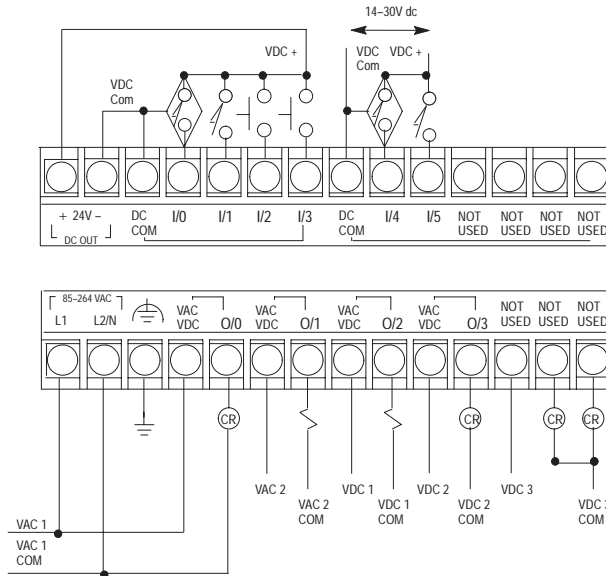 14–30V dc
VDC +
VDC
Com
VDC +
VDC
Com
+ 24V –
DC OUT
DC
COM
I/0
I/1
I/2
I/3
DC
COM
I/4
I/5
NOT
USED
NOT
USED
NOT
USED
NOT
USED
85–264 VAC
L1
L2/N
VAC
VDC
O/0
VAC
VDC
O/1
VAC
VDC
O/2
VAC
VDC
O/3
NOT
USED
NOT
USED
NOT
USED
CR
CR
CR
CR
VAC 2
VAC 2
COM
VDC 1
VDC 1
COM
VDC 2
VDC 2
COM
VDC 3
VDC 3
COM
VAC 1
VAC 1
COM